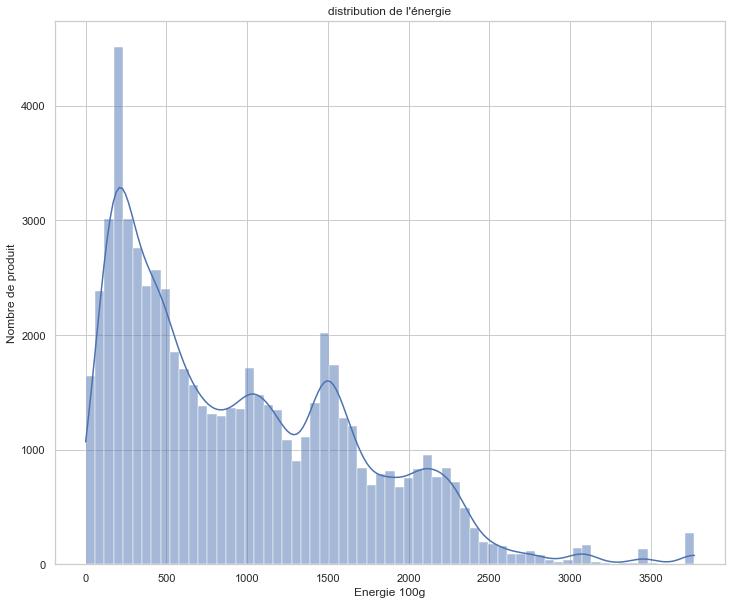 distribution de l'énergie
Nombre de produit
4000
3000
2000
1000
0
0 500 1000 1500 2000 2500 3000 3500
Energie 100g